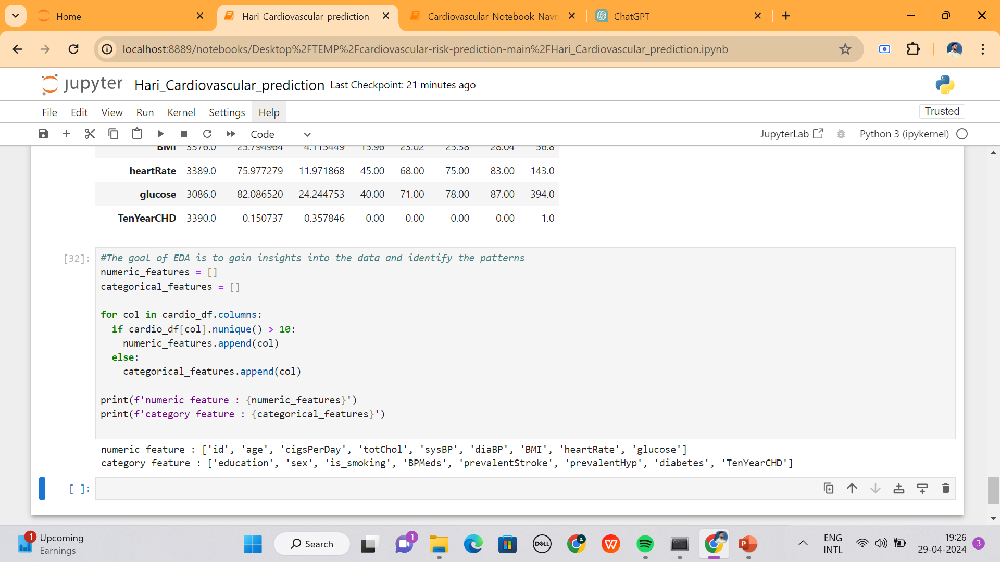 Home
Hari_Cardiovascular_prediction
Cardiovascular_Notebook_Navn
ChatGPT
localhost:8889/notebooks/Desktop%2FTEMP%2Fcardiovascular-risk-prediction-main%2FHari_Cardiovascular_prediction.ipynb
jupyter Hari_Cardiovascular_prediction Last Checkpoint: 21 minutes ago
File Edit View Run Kernel Settings Help Trusted
Code JupyterLab Python 3 (ipykernel)
BMI 3376.0 25.794964 4.115449 15.96 23.02 25.38 28.04 56.8
heartRate 3389.0 75.977279 11.971868 45.00 68.00 75.00 83.00 143.0
glucose 3086.0 82.086520 24.244753 40.00 71.00 78.00 87.00 394.0
TenYearCHD 3390.0 0.150737 0.357846 0.00 0.00 0.00 0.00 1.0
[32]: #The goal of EDA is to gain insights into the data and identify the patterns
numeric_features = []
categorical_features = []
for col in cardio_df.columns:
if cardio_df[col].nunique() > 10:
numeric_features.append(col)
else:
categorical_features.append(col)
print(f'numeric feature : {numeric_features}')
print(f'category feature : {categorical_features}')
numeric feature : ['id', 'age', 'cigsPerDay', 'totChol', 'sysBP', 'diaBP', 'BMI', 'heartRate', 'glucose']
category feature : ['education', 'sex', 'is_smoking', 'BPMeds', 'prevalentStroke', 'prevalentHyp', 'diabetes', 'TenYearCHD']
[ ]:
1 Upcoming
Earnings
Search
1
DELL
W
P
ENG
INTL
19:26
29-04-2024
3